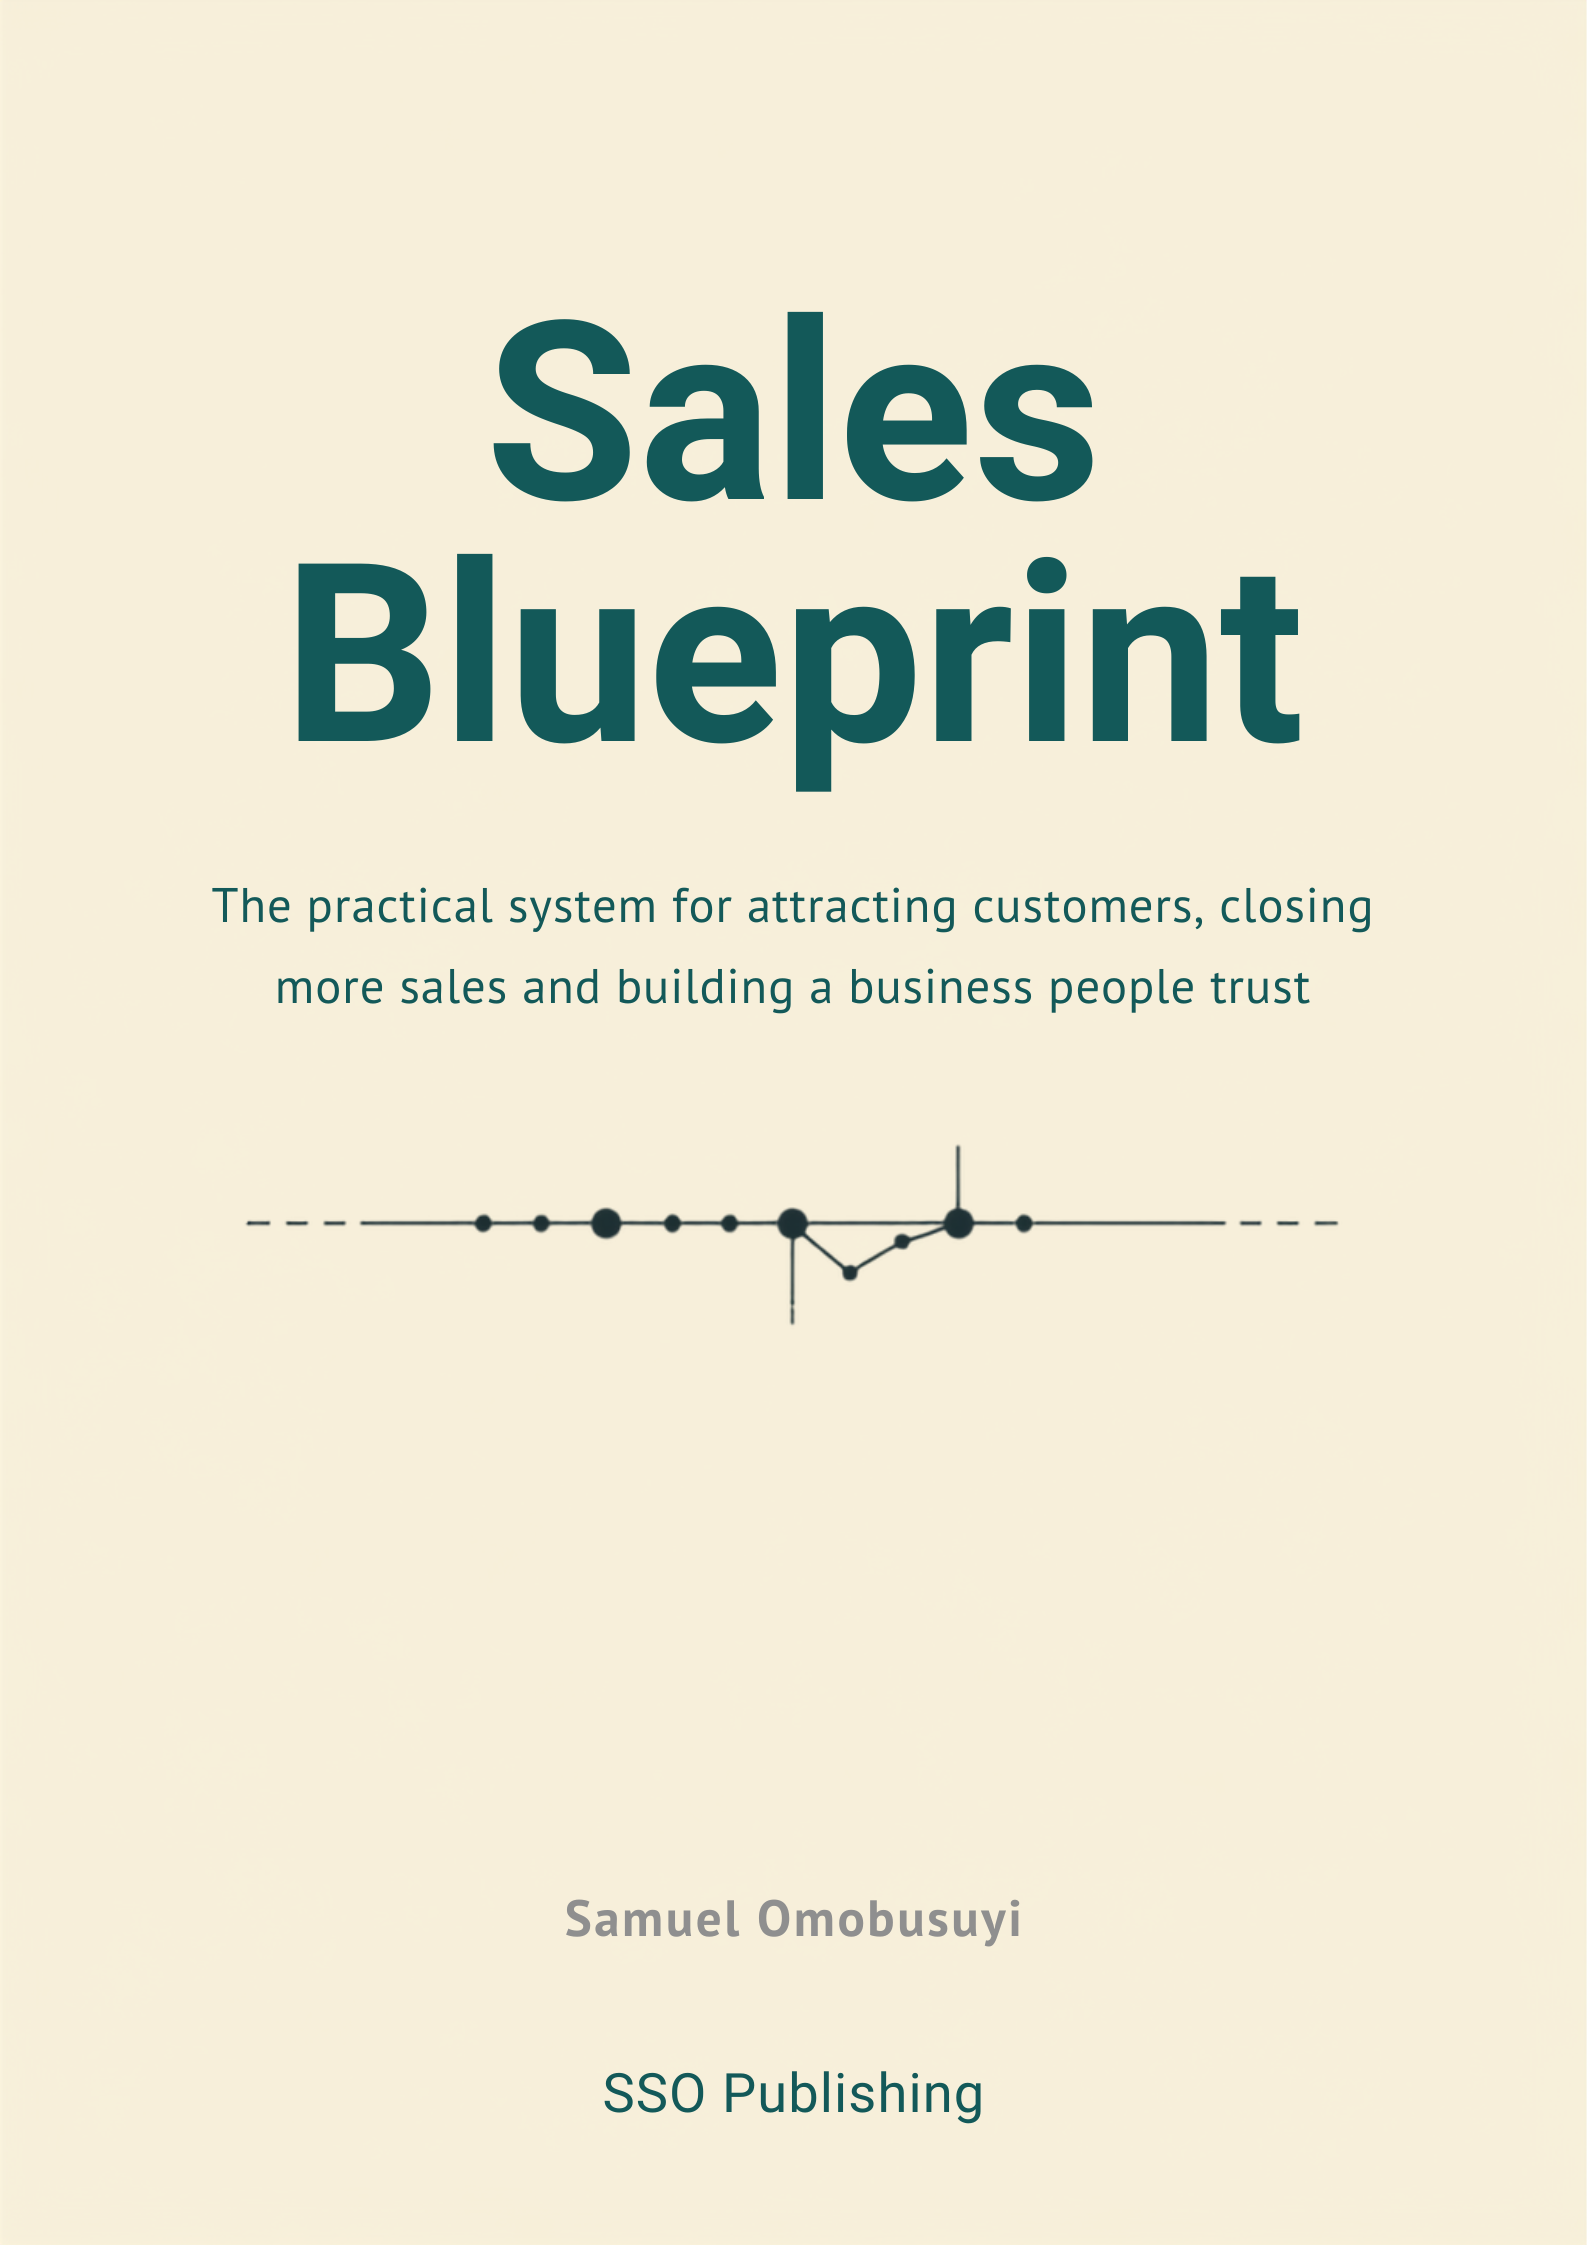 Sales
Blueprint
The practical system for attracting customers, closing
more sales and building a business people trust
Samuel Omobusuyi
SSO Publishing